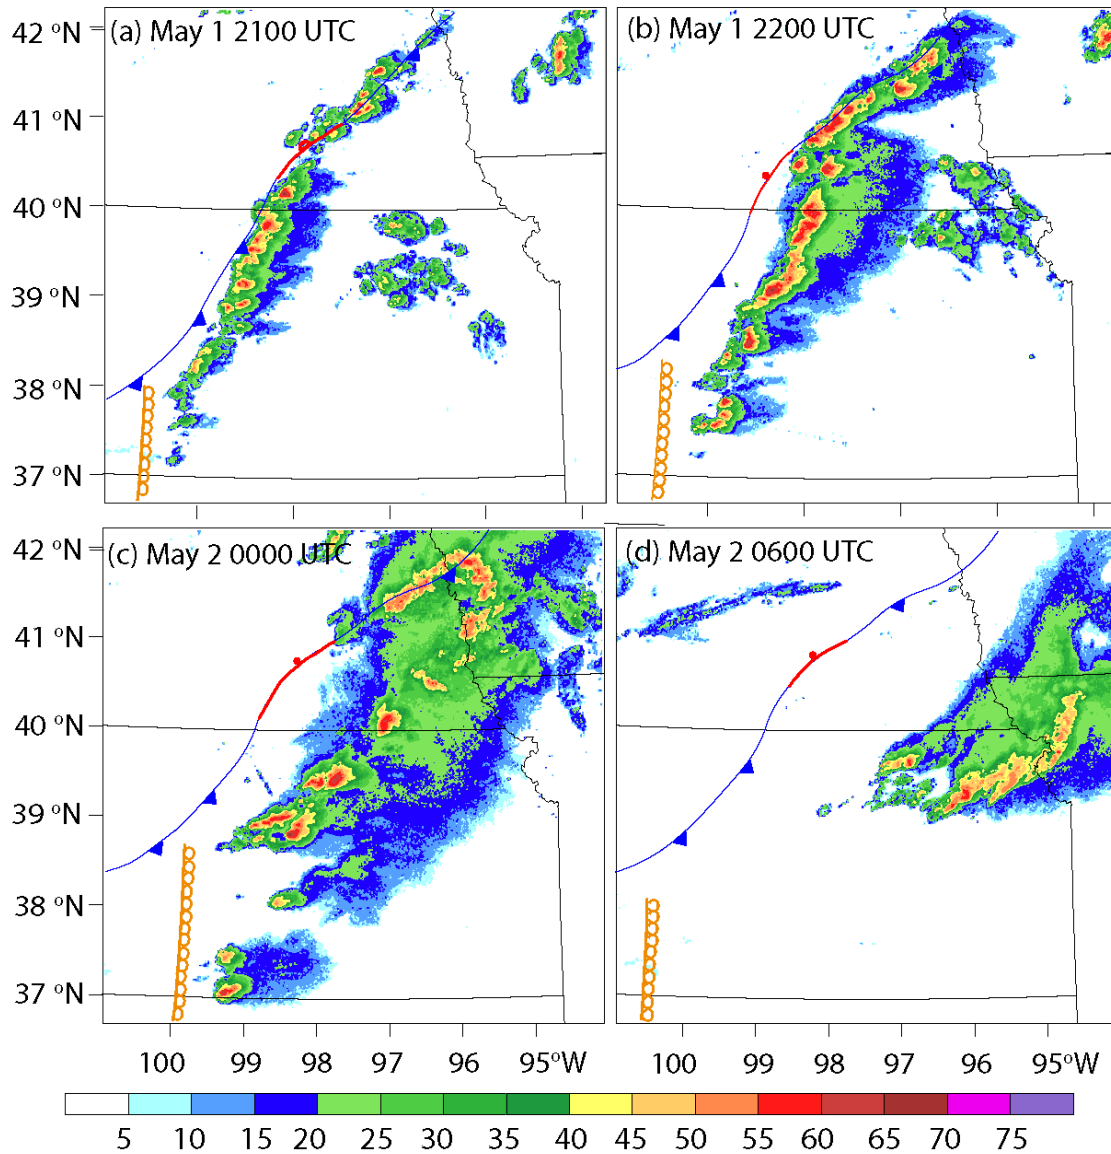 (a) May 1 2100 UTC
(b) May 1 2200 UTC
42 °N
41 °N
40 °N
39 °N
38 °N
37 °N
(c) May 2 0000 UTC
(d) May 2 0600 UTC
42 °N
41 °N
40 °N
39 °N
38 °N
37 °N
100 99 98 97 96 95°W
100 99 98 97 96 95°W
5 10 15 20 25 30 35 40 45 50 55 60 65 70 75